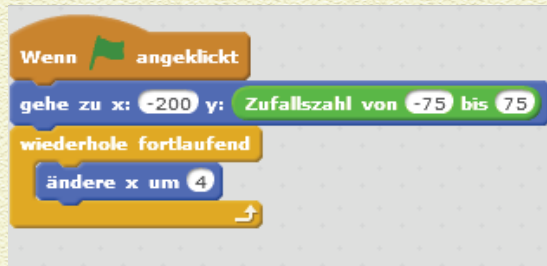 Wenn angeklickt
gehe zu x: -200 y: Zufallszahl von -75 bis 75
wiederhole fortlaufend
ändere x um 4